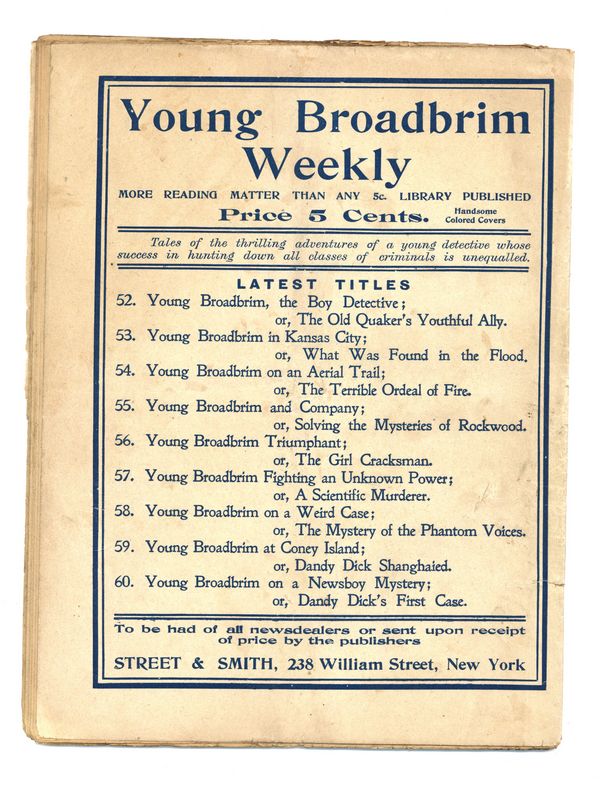 Young Broadbrim
Weekly
MORE READING MATTER THAN ANY 5c. LIBRARY PUBLISHED
Price 5 Cents. Handsome
Colored Covers
Tales of the thrilling adventures of a young detective whose
success in hunting down all classes of criminals is unequalled.
LATEST TITLES
52. Young Broadbrim, the Boy Detective;
or, The Old Quaker's Youthful Ally.
53. Young Broadbrim in Kansas City;
or, What Was Found in the Flood.
54. Young Broadbrim on an Aerial Trail;
or, The Terrible Ordeal of Fire.
55. Young Broadbrim and Company;
or, Solving the Mysteries of Rockwood.
56. Young Broadbrim Triumphant;
or, The Girl Cracksman.
57. Young Broadbrim Fighting an Unknown Power;
or, A Scientific Murderer.
58. Young Broadbrim on a Weird Case;
or, The Mystery of the Phantom Voices.
59. Young Broadbrim at Coney Island;
or, Dandy Dick Shanghaied.
60. Young Broadbrim on a Newsboy Mystery;
or, Dandy Dick's First Case.
To be had of all newsdealers or sent upon receipt
of price by the publishers
STREET & SMITH, 238 William Street, New York